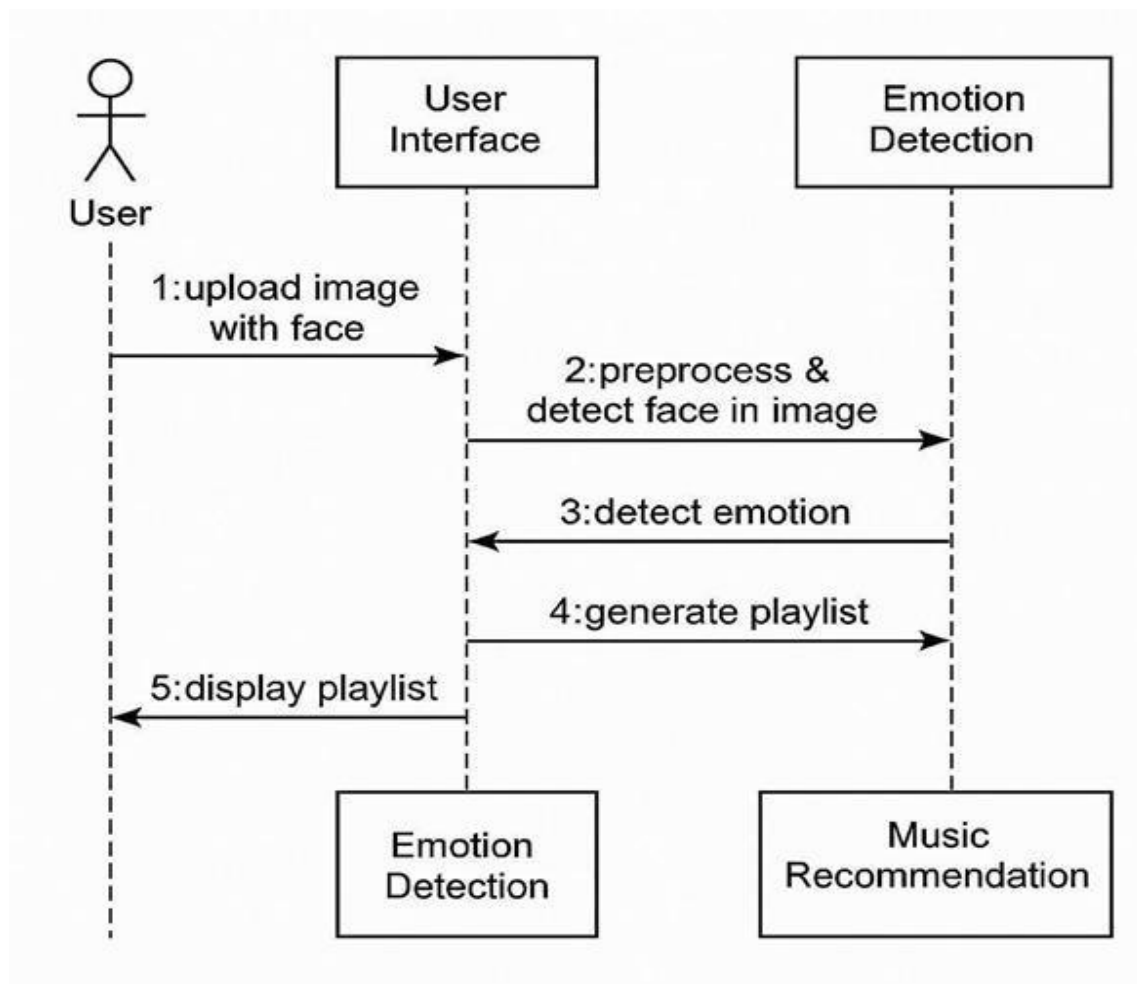 User
Interface
Emotion
Detection
User
1:upload image
with face
2:preprocess &
detect face in image
3:detect emotion
4:generate playlist
5:display playlist
Emotion
Detection
Music
Recommendation